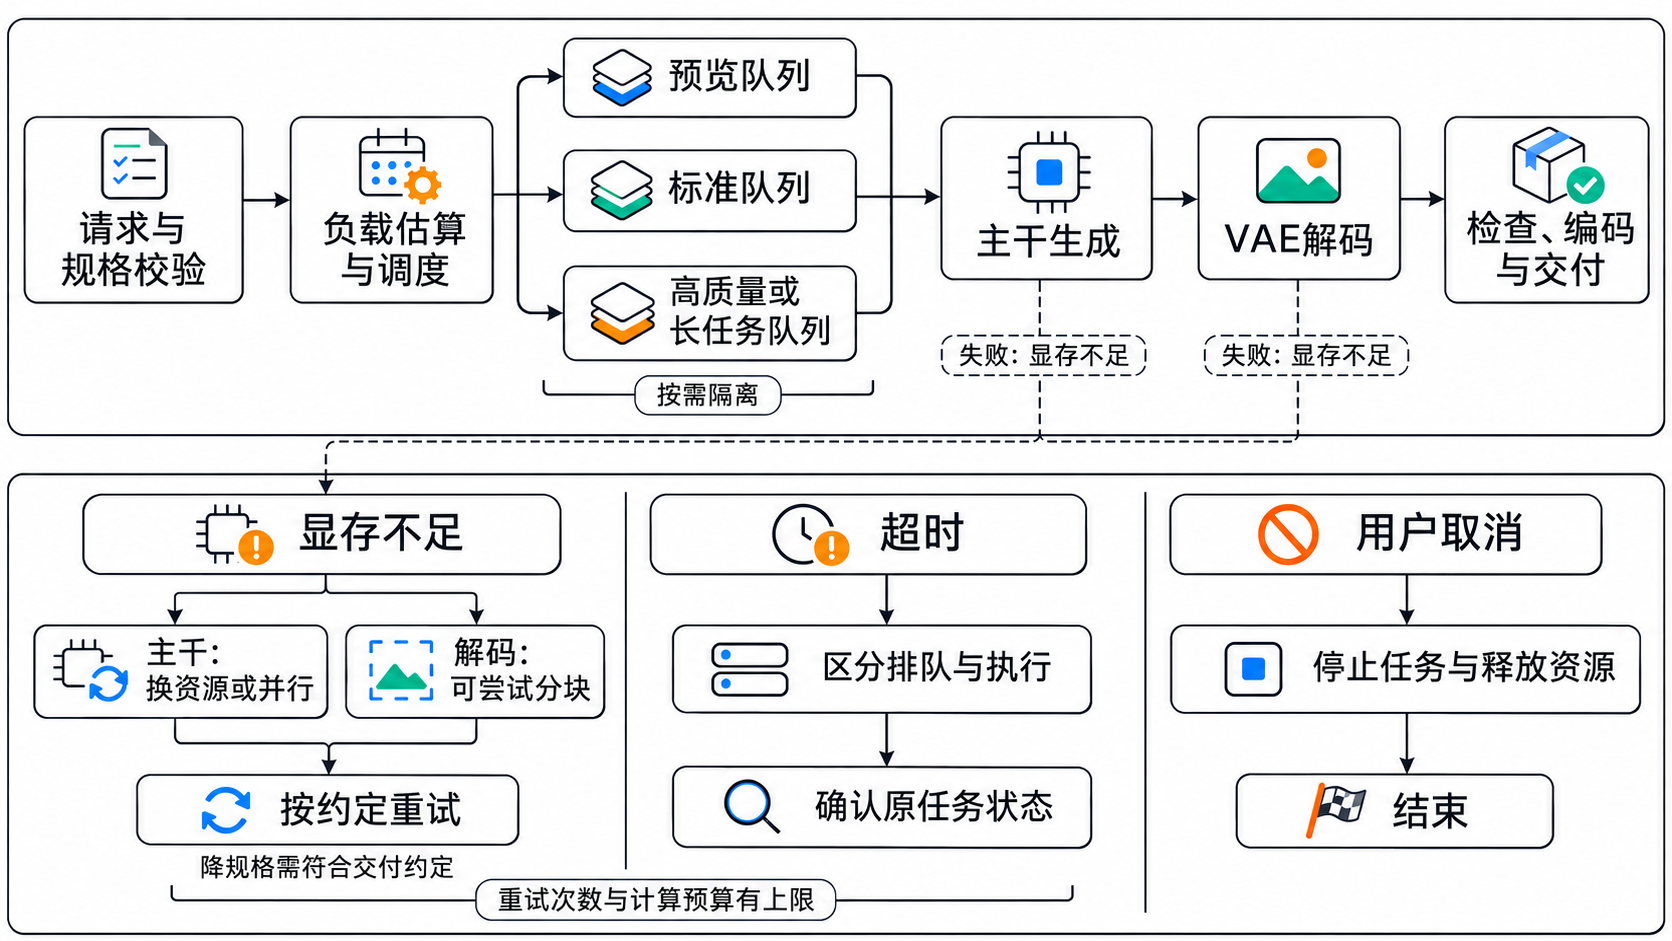 请求与
规格校验
负载估算
与调度
预览队列
标准队列
高质量或
长任务队列
按需隔离
主干生成
VAE解码
检查、编码
与交付
失败：显存不足
失败：显存不足
显存不足
主干：
换资源或并行
解码：
可尝试分块
按约定重试
降规格需符合交付约定
超时
区分排队与执行
确认原任务状态
重试次数与计算预算有上限
用户取消
停止任务与释放资源
结束